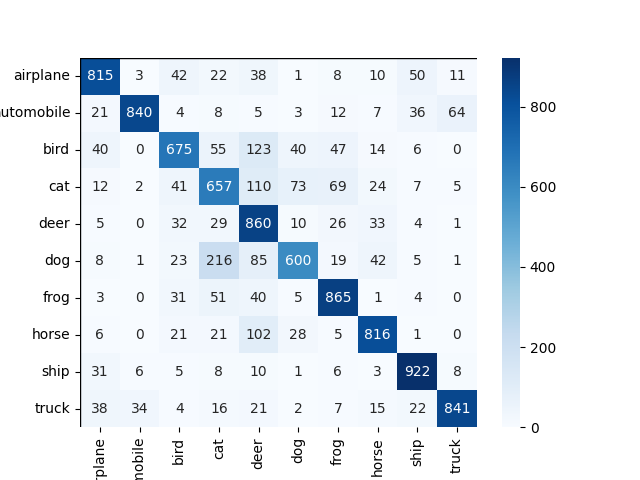 airplane 815 3 42 22 38 1 8 10 50 11
utomobile 21 840 4 8 5 3 12 7 36 64
bird 40 0 675 55 123 40 47 14 6 0
cat 12 2 41 657 110 73 69 24 7 5
deer 5 0 32 29 860 10 26 33 4 1
dog 8 1 23 216 85 600 19 42 5 1
frog 3 0 31 51 40 5 865 1 4 0
horse 6 0 21 21 102 28 5 816 1 0
ship 31 6 5 8 10 1 6 3 922 8
truck 38 34 4 16 21 2 7 15 22 841
rplane mobile bird cat deer dog frog horse ship truck
800
600
400
200
0